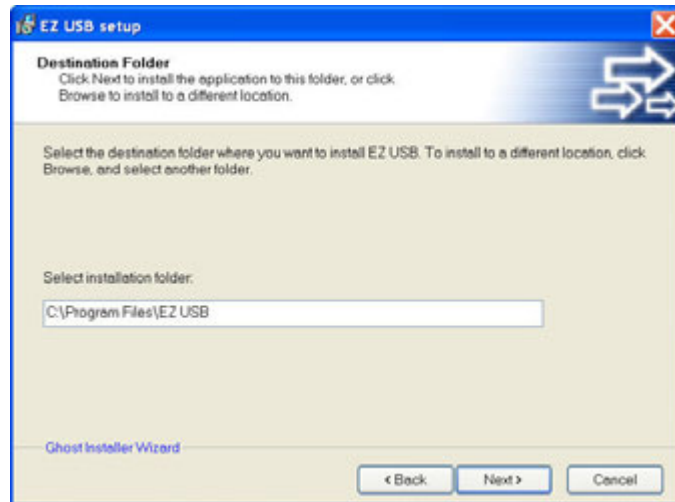 EZ USB setup
Destination Folder
Click Next to install the application to this folder, or click
Browse to install to a different location.
Select the destination folder where you want to install EZ USB. To install to a different location, click
Browse, and select another folder.
Select installation folder:
C:\Program Files\EZ USB
Ghost Installer Wizard
< Back Next > Cancel